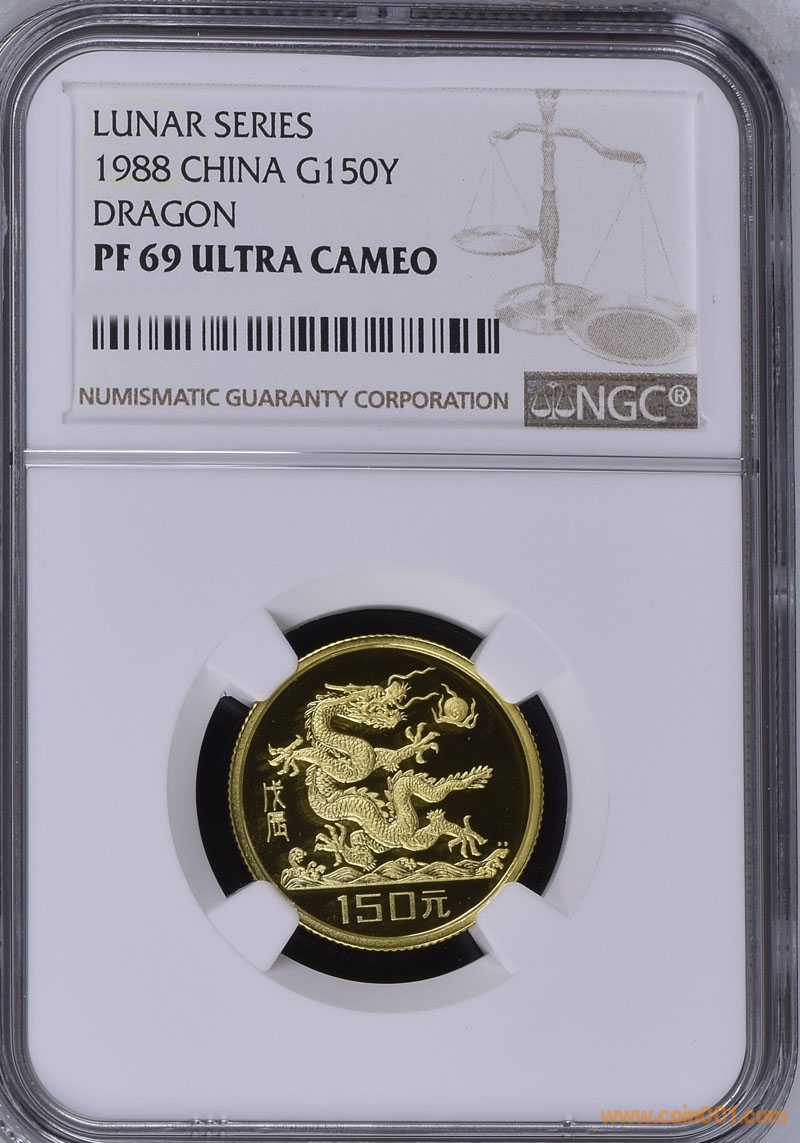 LUNAR SERIES
1988 CHINA G150Y
DRAGON
PF 69 ULTRA CAMEO
NUMISMATIC GUARANTY CORPORATION
NGC®
戊辰
150元
www.coin001.com